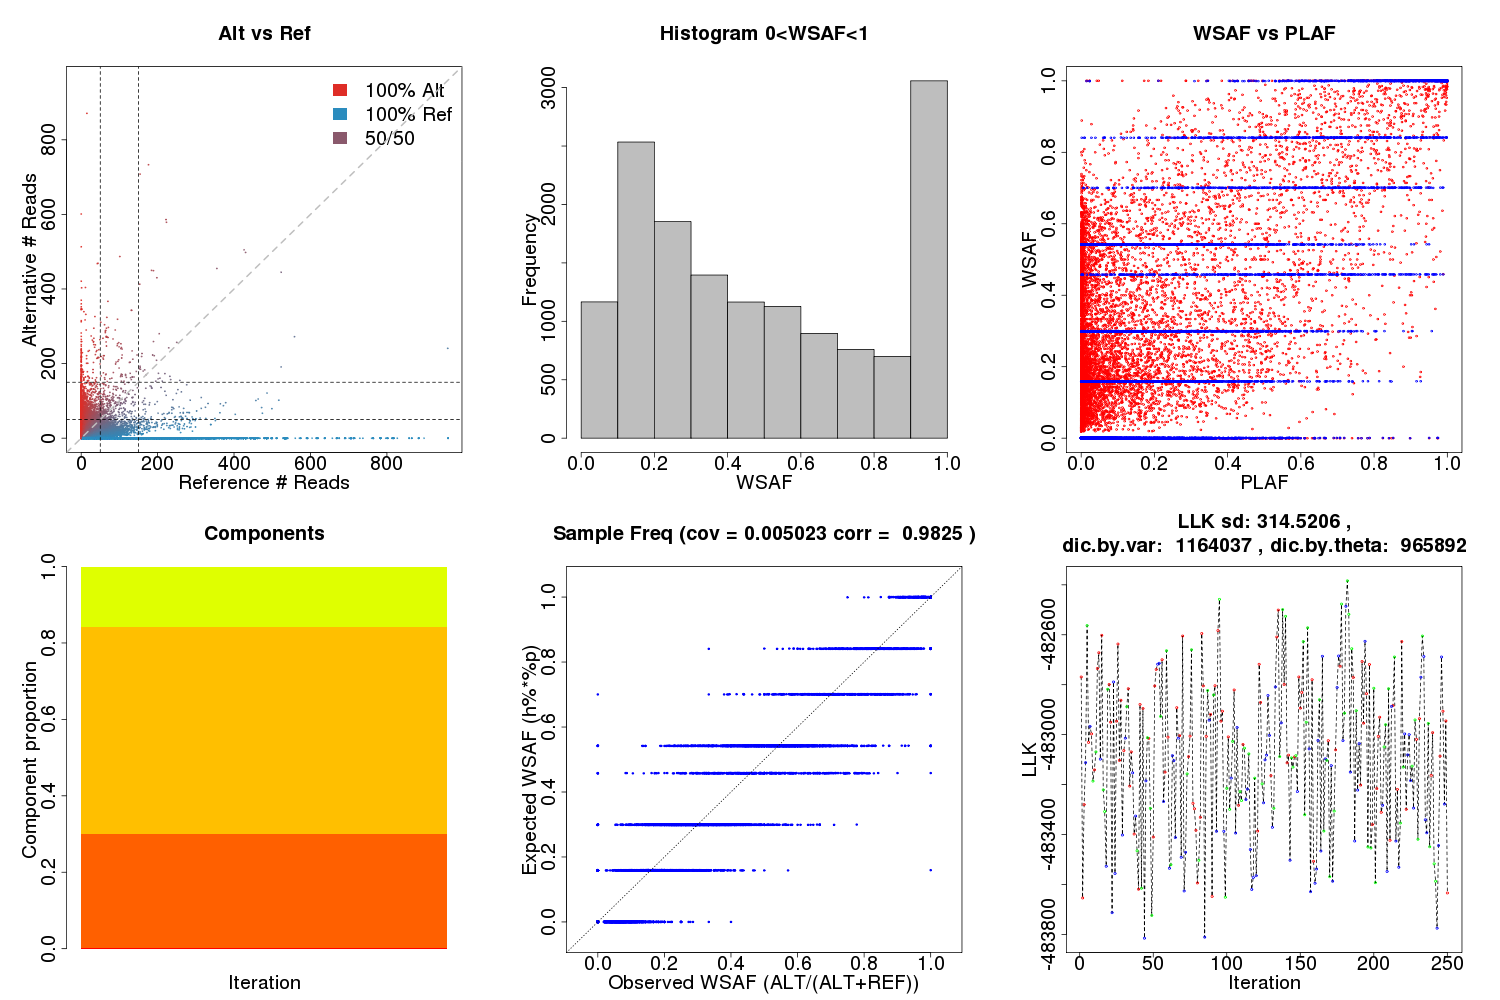 Alt vs Ref
100% Alt
100% Ref
50/50
Alternative # Reads
0 200 400 600 800
0 200 400 600 800
Reference # Reads
Histogram 0<WSAF<1
Frequency
0 500 1000 2000 3000
0.0 0.2 0.4 0.6 0.8 1.0
WSAF
WSAF vs PLAF
WSAF
0.0 0.2 0.4 0.6 0.8 1.0
0.0 0.2 0.4 0.6 0.8 1.0
PLAF
Components
Component proportion
0.0 0.2 0.4 0.6 0.8 1.0
Iteration
Sample Freq (cov = 0.005023 corr = 0.9825 )
Expected WSAF (h%*%p)
0.0 0.2 0.4 0.6 0.8 1.0
0.0 0.2 0.4 0.6 0.8 1.0
Observed WSAF (ALT/(ALT+REF))
LLK sd: 314.5206 ,
dic.by.var: 1164037 , dic.by.theta: 965892
LLK
-483800 -483400 -483000 -482600
0 50 100 150 200 250
Iteration